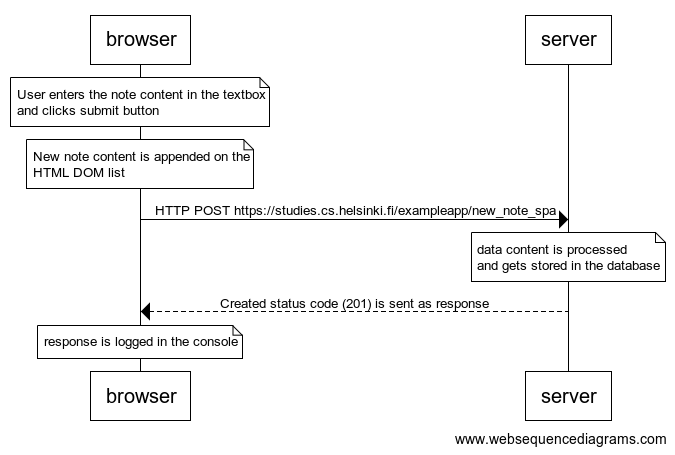 browser
server
User enters the note content in the textbox
and clicks submit button
New note content is appended on the
HTML DOM list
HTTP POST https://studies.cs.helsinki.fi/exampleapp/new_note_spa
data content is processed
and gets stored in the database
Created status code (201) is sent as response
response is logged in the console
browser
server
www.websequencediagrams.com